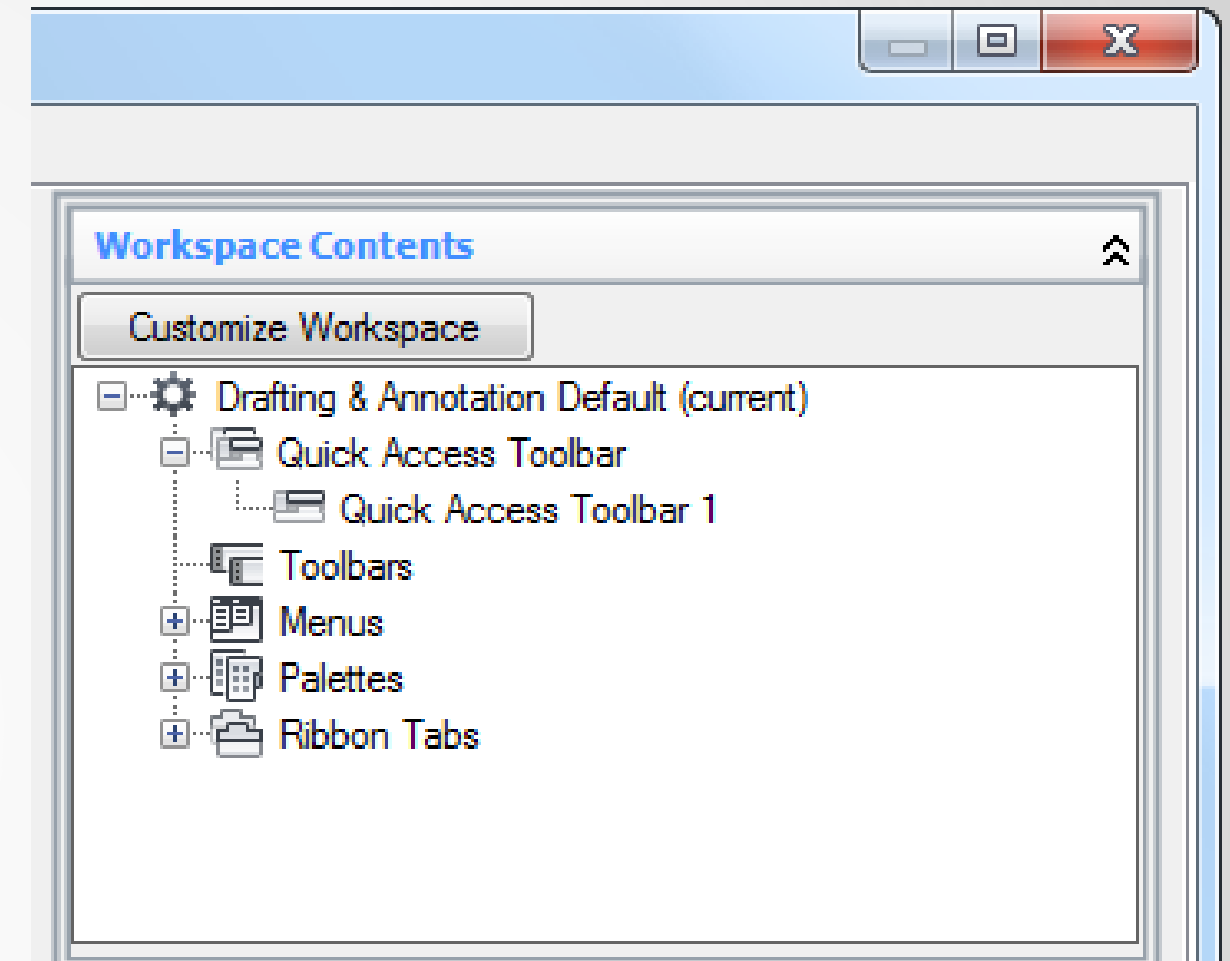 Workspace Contents
Customize Workspace
Drafting & Annotation Default (current)
Quick Access Toolbar
Quick Access Toolbar 1
Toolbars
Menus
Palettes
Ribbon Tabs